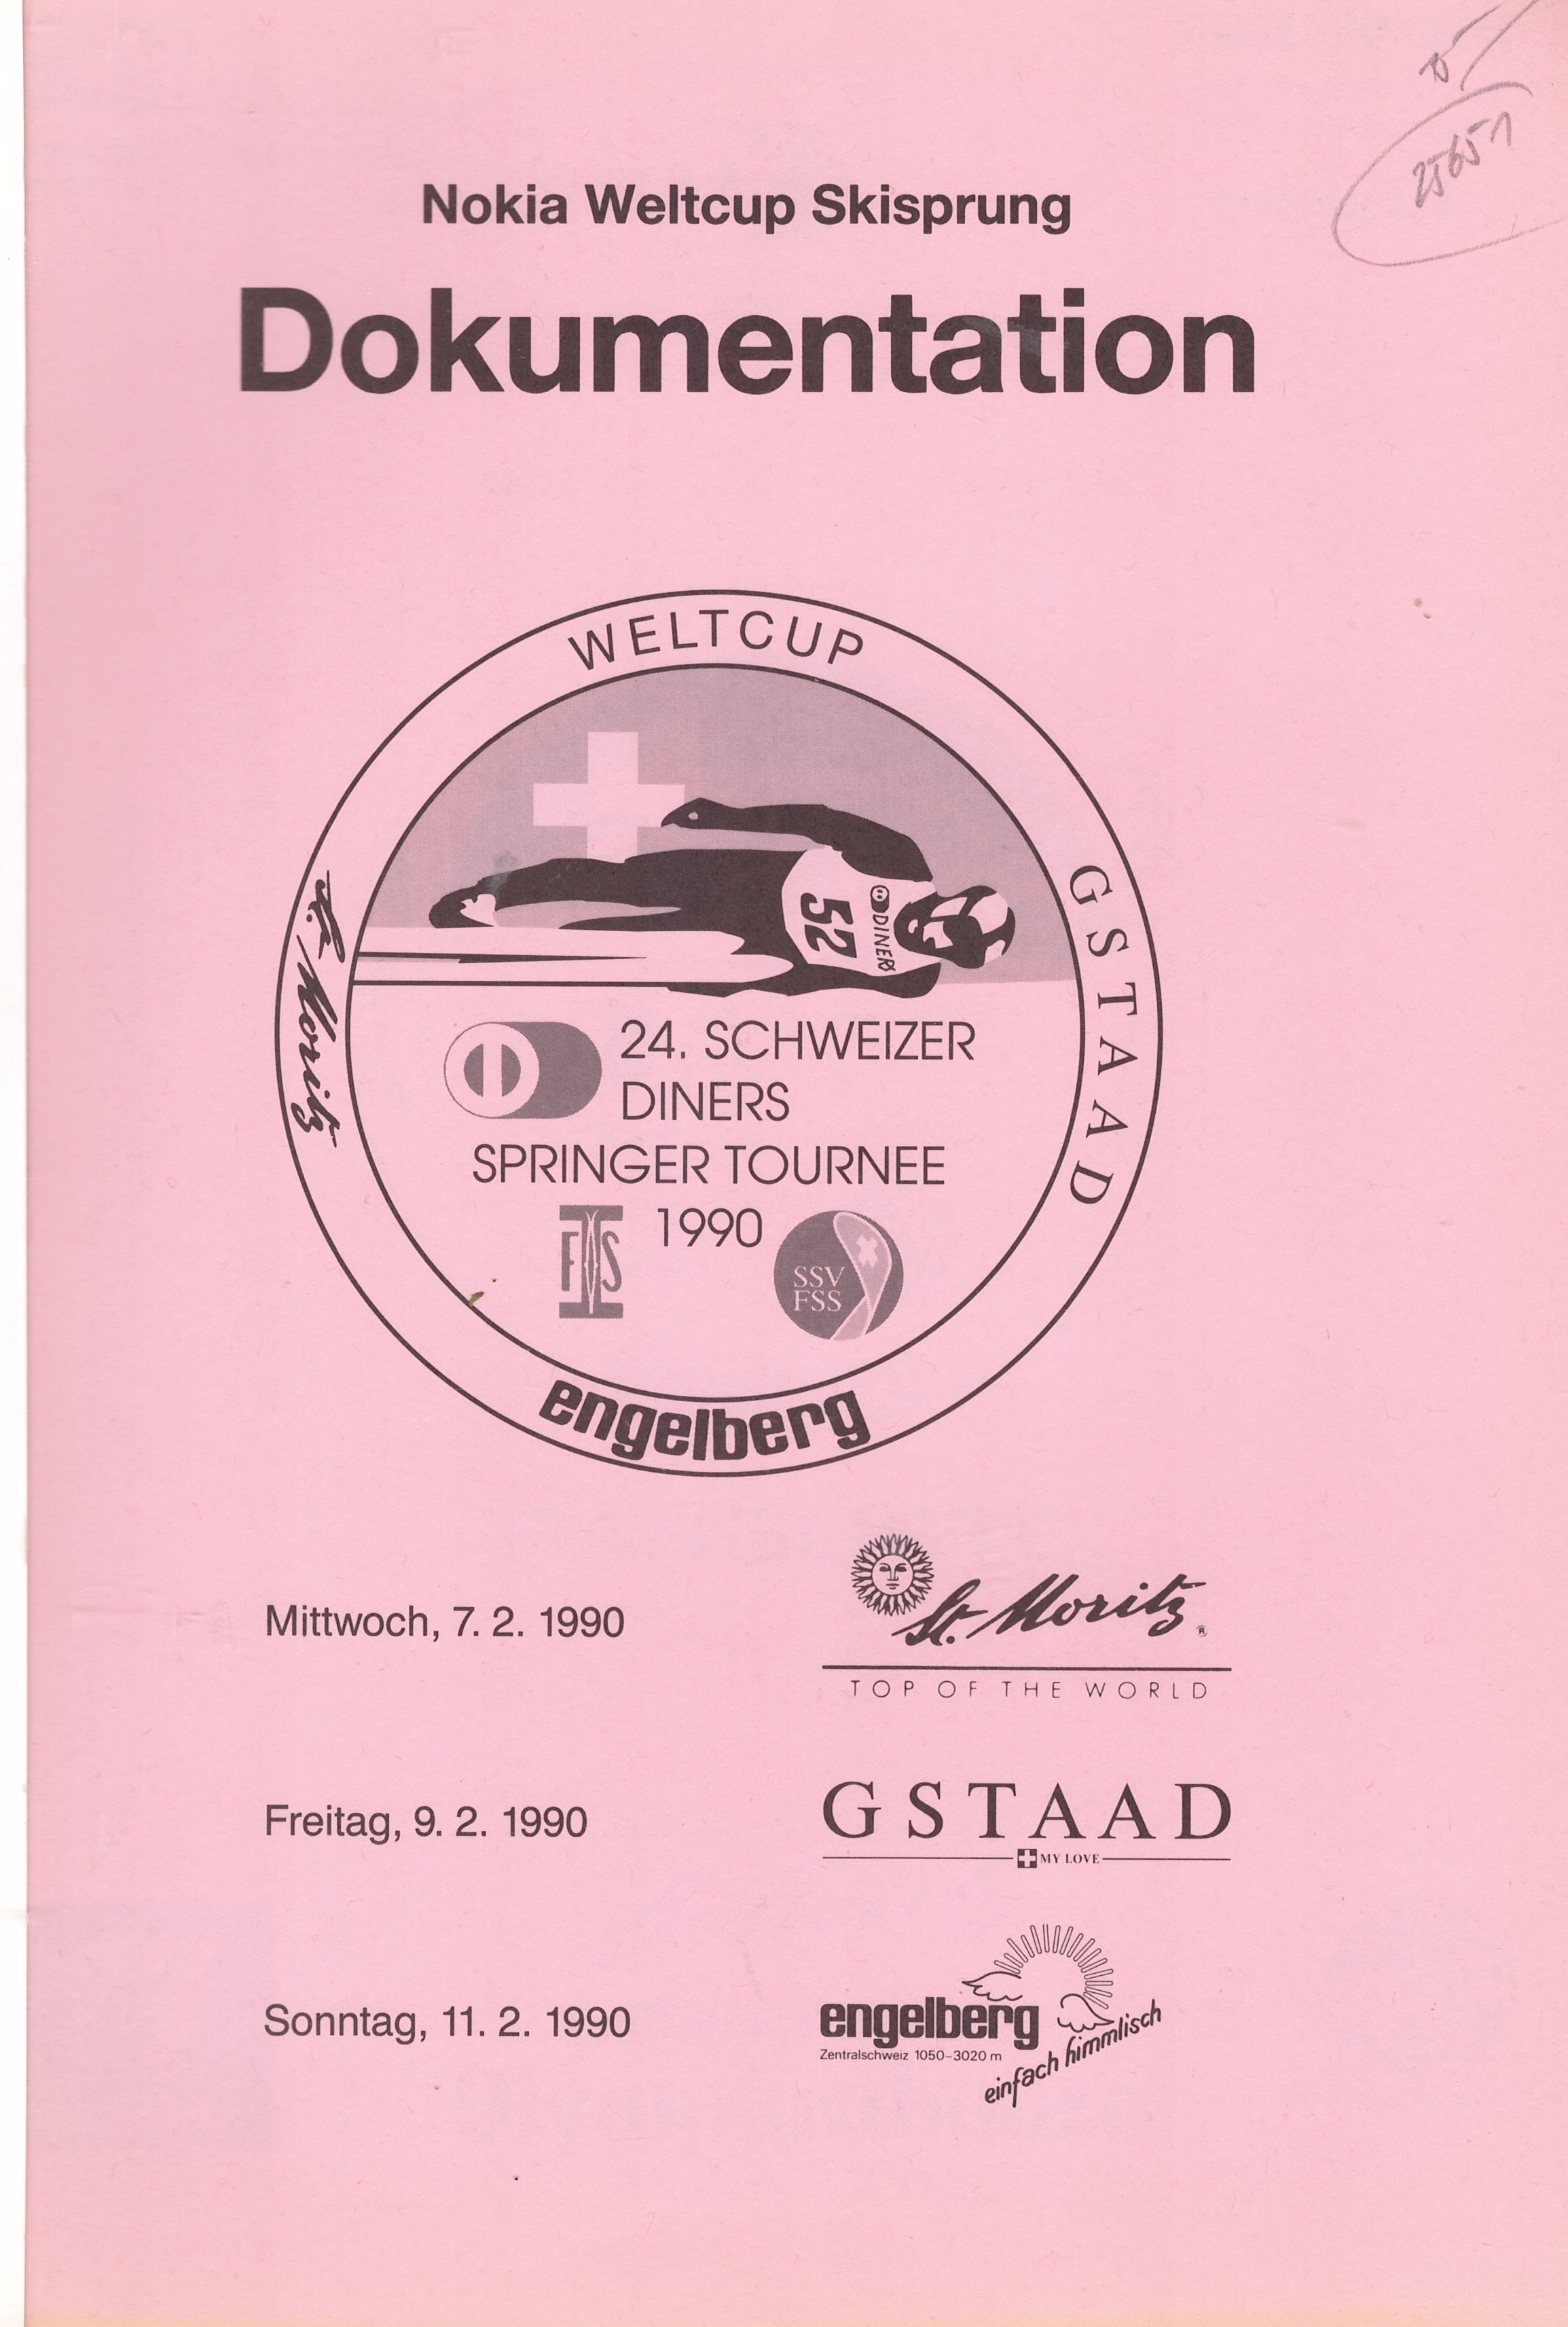 25651
Nokia Weltcup Skisprung
Dokumentation
WELTCUP
St. Moritz
GSTAAD
52
DINERS
24. SCHWEIZER
DINERS
SPRINGER TOURNEE
1990
FIS
SSV
FSS
engelberg
Mittwoch, 7. 2. 1990
St. Moritz ®
TOP OF THE WORLD
Freitag, 9. 2. 1990
GSTAAD
MY LOVE
Sonntag, 11. 2. 1990
engelberg
Zentralschweiz 1050–3020 m
einfach himmlisch